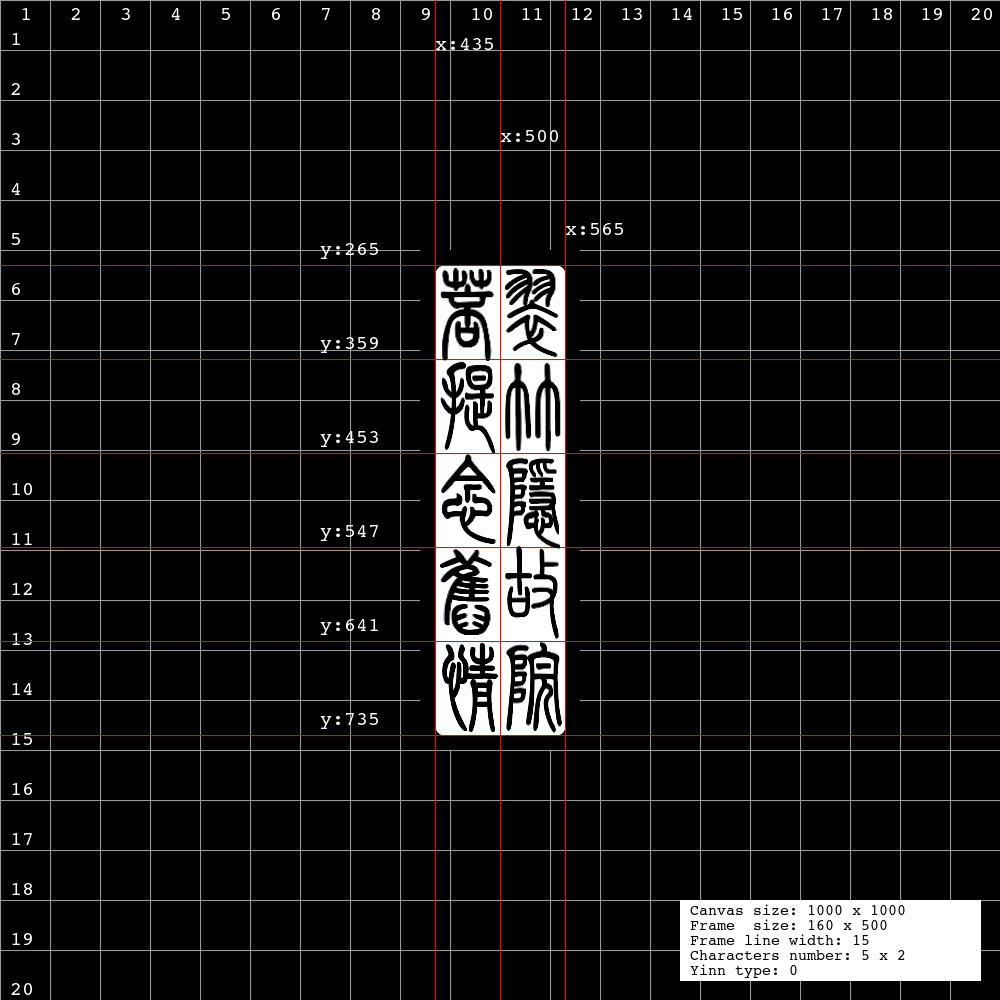 1 2 3 4 5 6 7 8 9 10 11 12 13 14 15 16 17 18 19 20
1
x:435
2
3
x:500
4
x:565
5
y:265
6
7
y:359
8
9
y:453
10
11
y:547
12
13
y:641
14
15
y:735
16
17
18
19
20
翠竹隱故院
菩提念舊情
Canvas size: 1000 x 1000
Frame size: 160 x 500
Frame line width: 15
Characters number: 5 x 2
Yinn type: 0